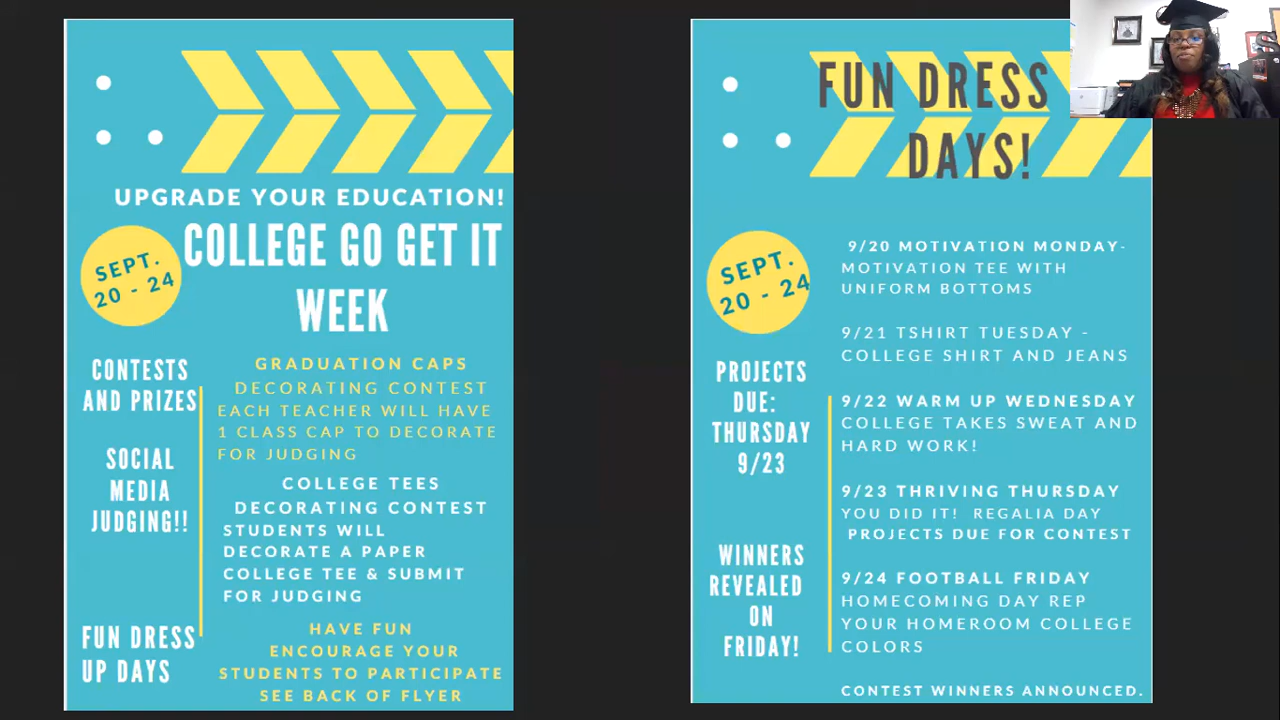 UPGRADE YOUR EDUCATION!
SEPT.
20 - 24
COLLEGE GO GET IT
WEEK
CONTESTS
AND PRIZES
SOCIAL
MEDIA
JUDGING!!
FUN DRESS
UP DAYS
GRADUATION CAPS
DECORATING CONTEST
EACH TEACHER WILL HAVE
1 CLASS CAP TO DECORATE
FOR JUDGING
COLLEGE TEES
DECORATING CONTEST
STUDENTS WILL
DECORATE A PAPER
COLLEGE TEE & SUBMIT
FOR JUDGING
HAVE FUN
ENCOURAGE YOUR
STUDENTS TO PARTICIPATE
SEE BACK OF FLYER
FUN DRESS
DAYS!
SEPT.
20 - 24
PROJECTS
DUE:
THURSDAY
9/23
WINNERS
REVEALED
ON
FRIDAY!
9/20 MOTIVATION MONDAY-
MOTIVATION TEE WITH
UNIFORM BOTTOMS
9/21 TSHIRT TUESDAY -
COLLEGE SHIRT AND JEANS
9/22 WARM UP WEDNESDAY
COLLEGE TAKES SWEAT AND
HARD WORK!
9/23 THRIVING THURSDAY
YOU DID IT! REGALIA DAY
PROJECTS DUE FOR CONTEST
9/24 FOOTBALL FRIDAY
HOMECOMING DAY REP
YOUR HOMEROOM COLLEGE
COLORS
CONTEST WINNERS ANNOUNCED.